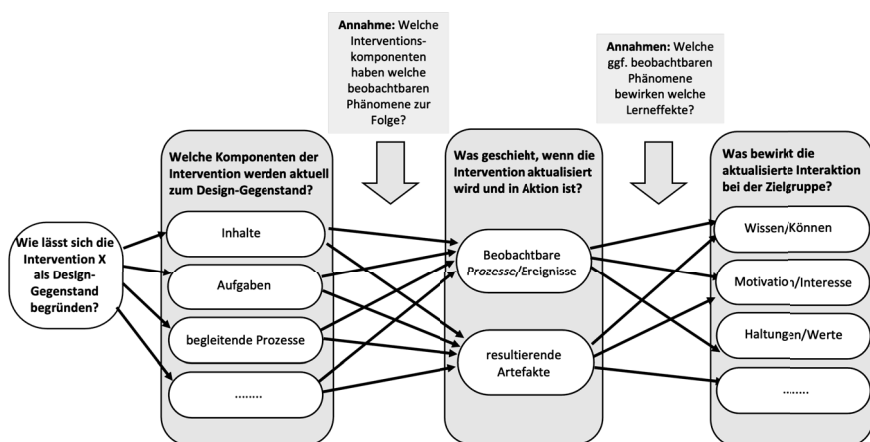 Annahme: Welche
Interventions-
komponenten
haben welche
beobachtbaren
Phänomene zur
Folge?
Annahmen: Welche
ggf. beobachtbaren
Phänomene
bewirken welche
Lerneffekte?
Wie lässt sich die
Intervention X
als Design-
Gegenstand
begründen?
Welche Komponenten der
Intervention werden aktuell
zum Design-Gegenstand?
Inhalte
Aufgaben
begleitende Prozesse
........
Was geschieht, wenn die
Intervention aktualisiert
wird und in Aktion ist?
Beobachtbare
Prozesse/Ereignisse
resultierende
Artefakte
Was bewirkt die
aktualisierte Interaktion
bei der Zielgruppe?
Wissen/Können
Motivation/Interesse
Haltungen/Werte
........